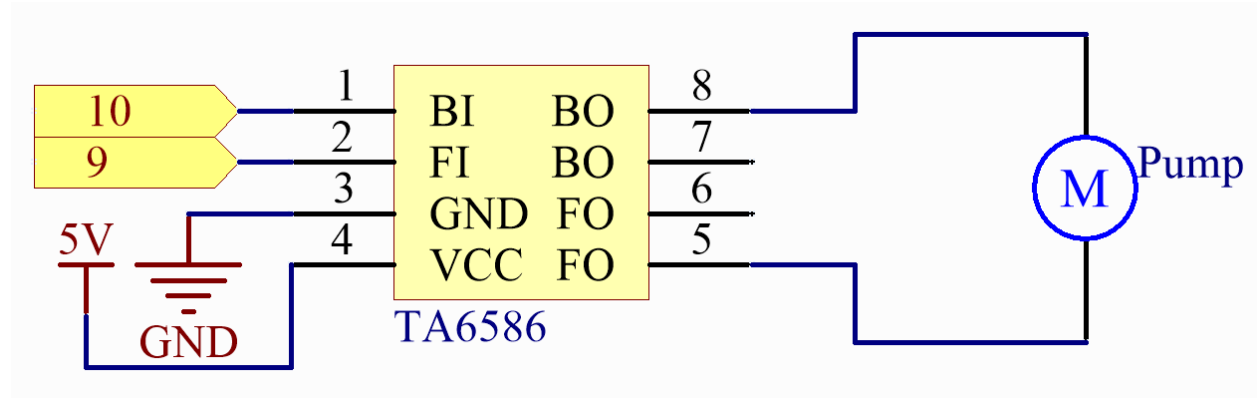 10 1 BI BO 8
9 2 FI BO 7
3 GND FO 6
5V 4 VCC FO 5
M Pump
GND
TA6586